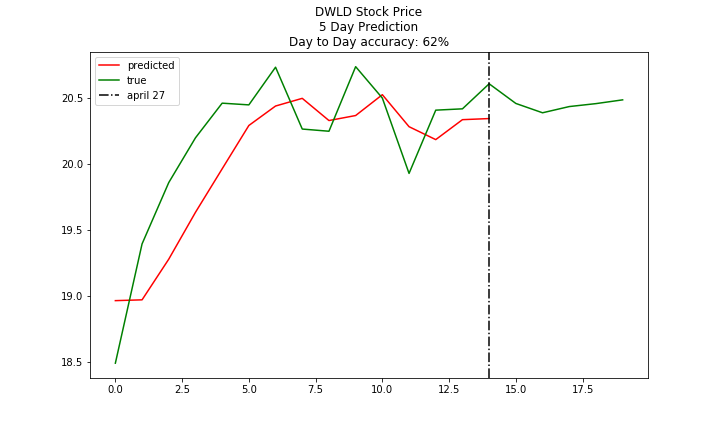 DWLD Stock Price
5 Day Prediction
Day to Day accuracy: 62%
predicted
true
april 27
20.5
20.0
19.5
19.0
18.5
0.0 2.5 5.0 7.5 10.0 12.5 15.0 17.5